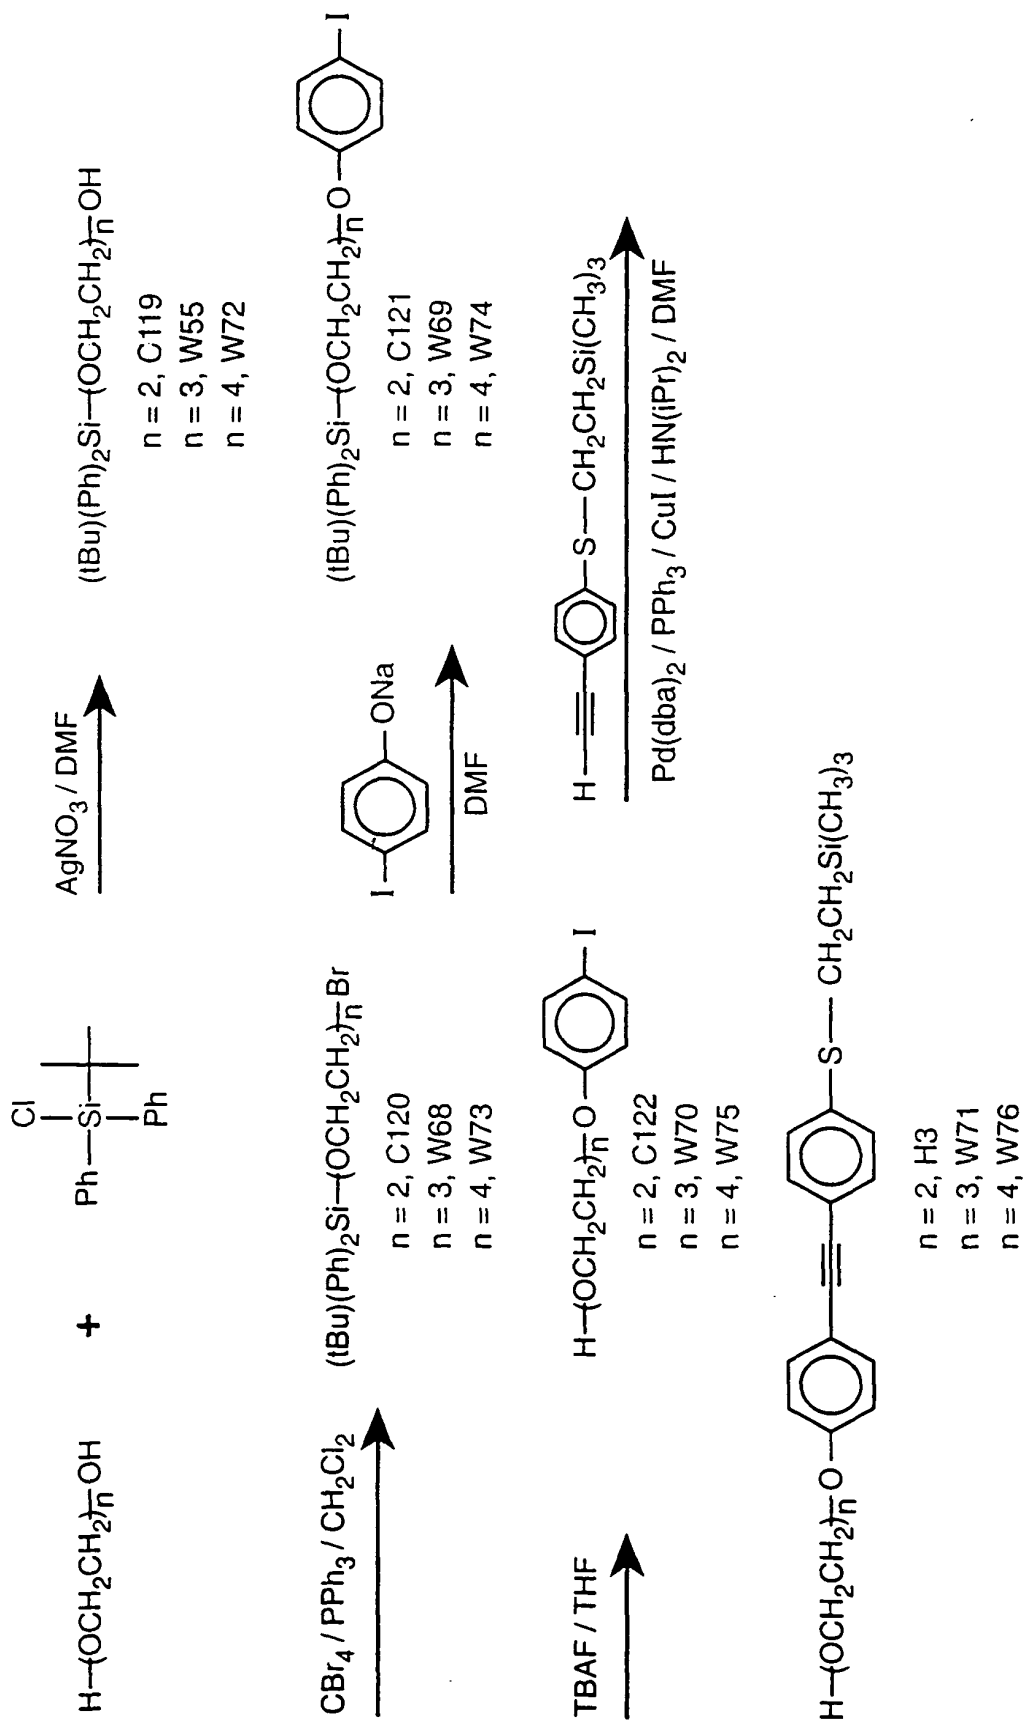 H-(OCH2CH2)n-OH + Ph-Si Cl Ph AgNO3 / DMF (tBu)(Ph)2Si-(OCH2CH2)n-OH
n = 2, C119
n = 3, W55
n = 4, W72
CBr4 / PPh3 / CH2Cl2 (tBu)(Ph)2Si-(OCH2CH2)n-Br I ONa DMF (tBu)(Ph)2Si-(OCH2CH2)n-O I
n = 2, C120
n = 3, W68
n = 4, W73
n = 2, C121
n = 3, W69
n = 4, W74
TBAF / THF H-(OCH2CH2)n-O I H S-CH2CH2Si(CH3)3
Pd(dba)2 / PPh3 / CuI / HN(iPr)2 / DMF
n = 2, C122
n = 3, W70
n = 4, W75
H-(OCH2CH2)n-O S-CH2CH2Si(CH3)3
n = 2, H3
n = 3, W71
n = 4, W76